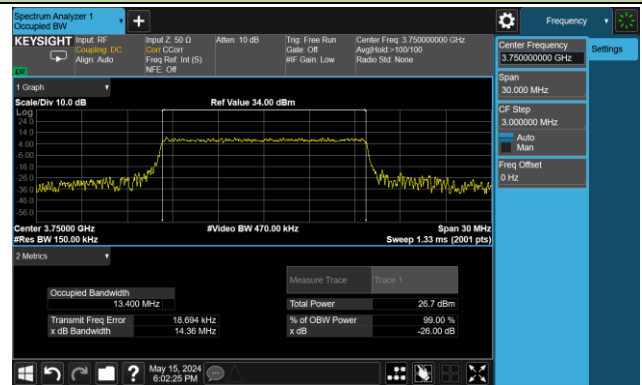 Spectrum Analyzer 1
Occupied BW
Frequency
KEYSIGHT
Input: RF
Coupling: DC
Align: Auto
Input Z: 50 Ω
Corr CCorr
Freq Ref: Int (S)
NFE: Off
Atten: 10 dB
Trig: Free Run
Gate: Off
#IF Gain: Low
Center Freq: 3.750000000 GHz
Avg|Hold:>100/100
Radio Std: None
LU
Center Frequency
3.750000000 GHz
Settings
Span
30.000 MHz
CF Step
3.000000 MHz
Auto
Man
Freq Offset
0 Hz
1 Graph
Scale/Div 10.0 dB
Ref Value 34.00 dBm
Log
24.0
14.0
4.00
-6.00
-16.0
-26.0
-36.0
-46.0
-56.0
Center 3.75000 GHz
#Video BW 470.00 kHz
Span 30 MHz
#Res BW 150.00 kHz
Sweep 1.33 ms (2001 pts)
2 Metrics
Measure Trace
Trace 1
Occupied Bandwidth
13.400 MHz
Total Power
26.7 dBm
Transmit Freq Error
18.694 kHz
% of OBW Power
99.00 %
x dB Bandwidth
14.36 MHz
x dB
-26.00 dB
?
May 15, 2024
6:02:25 PM